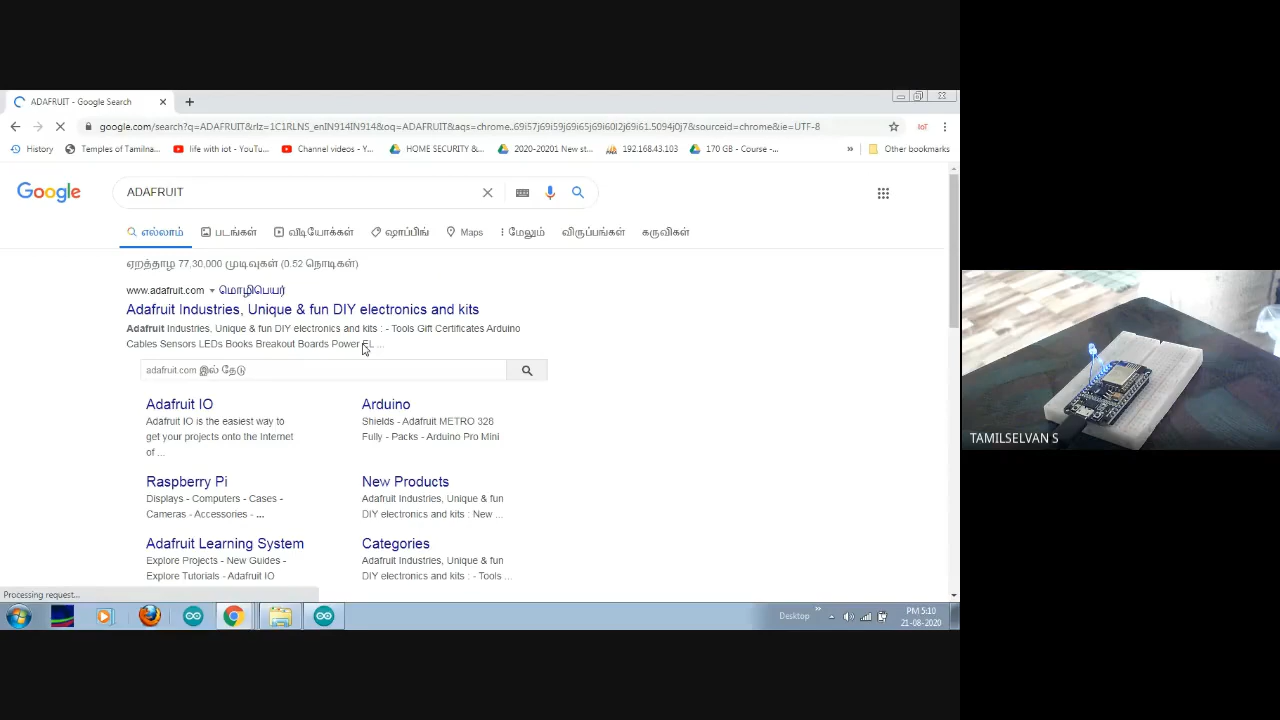 ADAFRUIT - Google Search
google.com/search?q=ADAFRUIT&rlz=1C1RLNS_enIN914IN914&oq=ADAFRUIT&aqs=chrome..69i57j69i59j69i65j69i60l2j69i61.5094j0j7&sourceid=chrome&ie=UTF-8
IoT
History Temples of Tamilna... life with iot - YouTu... Channel videos - Y... HOME SECURITY &... 2020-20201 New st... 192.168.43.103 170 GB - Course -... » Other bookmarks
Google ADAFRUIT
எல்லாம் படங்கள் வீடியோக்கள் ஷாப்பிங் Maps மேலும் விருப்பங்கள் கருவிகள்
ஏறத்தாழ 77,30,000 முடிவுகள் (0.52 நொடிகள்)
www.adafruit.com மொழிபெயர்
Adafruit Industries, Unique & fun DIY electronics and kits
Adafruit Industries, Unique & fun DIY electronics and kits : - Tools Gift Certificates Arduino
Cables Sensors LEDs Books Breakout Boards Power EL ...
adafruit.com இல் தேடு
Adafruit IO
Adafruit IO is the easiest way to
get your projects onto the Internet
of ...
Arduino
Shields - Adafruit METRO 328
Fully - Packs - Arduino Pro Mini
Raspberry Pi
Displays - Computers - Cases -
Cameras - Accessories - ...
New Products
Adafruit Industries, Unique & fun
DIY electronics and kits : New ...
Adafruit Learning System
Explore Projects - New Guides -
Explore Tutorials - Adafruit IO
Categories
Adafruit Industries, Unique & fun
DIY electronics and kits : - Tools ...
Processing request...
Desktop »
PM 5:10
21-08-2020
TAMILSELVAN S